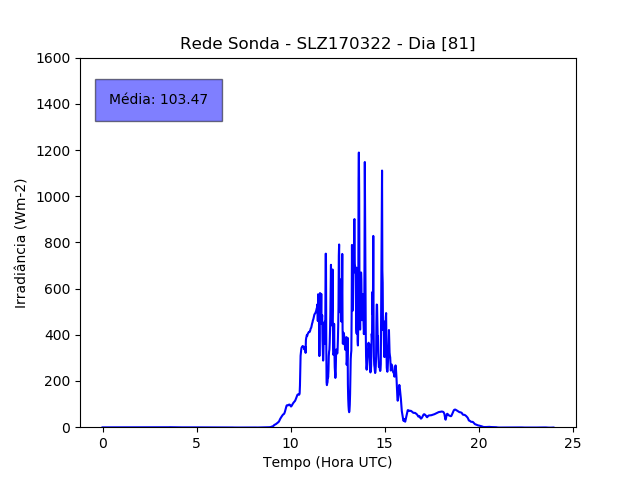 Rede Sonda - SLZ170322 - Dia [81]
1600
1400
1200
1000
800
600
400
200
0
Irradiância (Wm-2)
Média: 103.47
0 5 10 15 20 25
Tempo (Hora UTC)